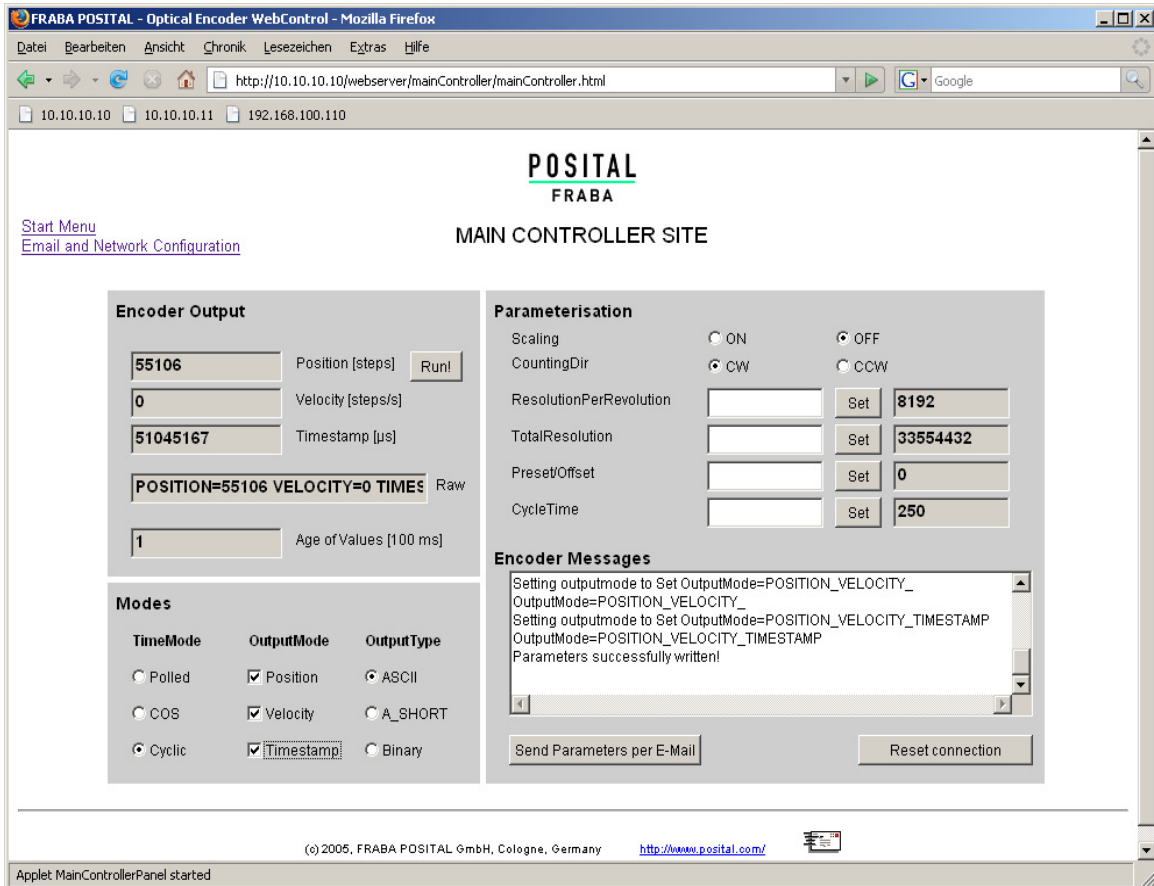 FRABA POSITAL - Optical Encoder WebControl - Mozilla Firefox
Datei Bearbeiten Ansicht Chronik Lesezeichen Extras Hilfe
http://10.10.10.10/webserver/mainController/mainController.html
G Google
10.10.10.10 10.10.10.11 192.168.100.110
POSITAL
FRABA
Start Menu
Email and Network Configuration
MAIN CONTROLLER SITE
Encoder Output
55106 Position [steps] Run!
0 Velocity [steps/s]
51045167 Timestamp [µs]
POSITION=55106 VELOCITY=0 TIMES Raw
1 Age of Values [100 ms]
Modes
TimeMode OutputMode OutputType
Polled Position ASCII
COS Velocity A_SHORT
Cyclic Timestamp Binary
Parameterisation
Scaling ON OFF
CountingDir CW CCW
ResolutionPerRevolution Set 8192
TotalResolution Set 33554432
Preset/Offset Set 0
CycleTime Set 250
Encoder Messages
Setting outputmode to Set OutputMode=POSITION_VELOCITY_
OutputMode=POSITION_VELOCITY_
Setting outputmode to Set OutputMode=POSITION_VELOCITY_TIMESTAMP
OutputMode=POSITION_VELOCITY_TIMESTAMP
Parameters successfully written!
Send Parameters per E-Mail Reset connection
(c) 2005, FRABA POSITAL GmbH, Cologne, Germany http://www.posital.com/
Applet MainControllerPanel started